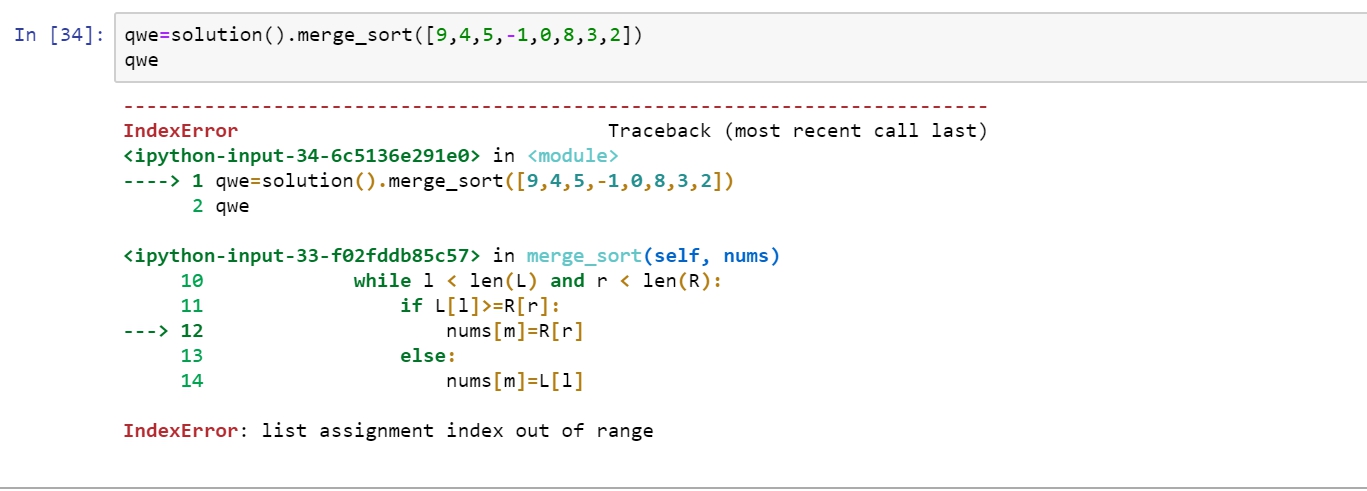 In [34]: qwe=solution().merge_sort([9,4,5,-1,0,8,3,2])
qwe
---------------------------------------------------------------------------
IndexError                                Traceback (most recent call last)
<ipython-input-34-6c5136e291e0> in <module>
----> 1 qwe=solution().merge_sort([9,4,5,-1,0,8,3,2])
      2 qwe
<ipython-input-33-f02fddb85c57> in merge_sort(self, nums)
     10             while l < len(L) and r < len(R):
     11                 if L[l]>=R[r]:
---> 12                     nums[m]=R[r]
     13                 else:
     14                     nums[m]=L[l]
IndexError: list assignment index out of range